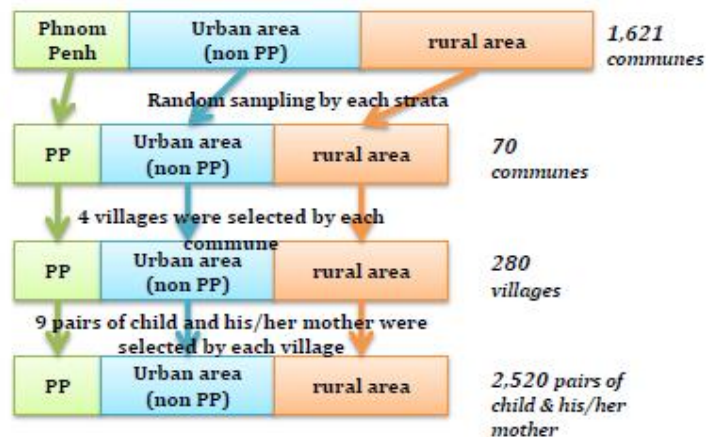 Phnom
Penh
Urban area
(non PP)
rural area
1,621
communes
Random sampling by each strata
PP
Urban area
(non PP)
rural area
70
communes
4 villages were selected by each
commune
PP
Urban area
(non PP)
rural area
280
villages
9 pairs of child and his/her mother were
selected by each village
PP
Urban area
(non PP)
rural area
2,520 pairs of
child & his/her
mother